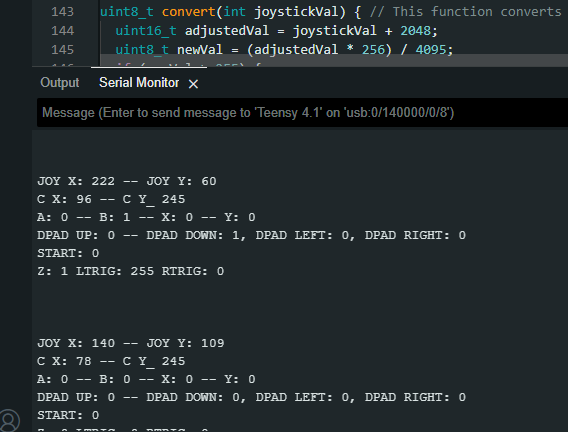 143 uint8_t convert(int joystickVal) { // This function converts
144 uint16_t adjustedVal = joystickVal + 2048;
145 uint8_t newVal = (adjustedVal * 256) / 4095;
Output Serial Monitor
Message (Enter to send message to 'Teensy 4.1' on 'usb:0/140000/0/8')
JOY X: 222 -- JOY Y: 60
C X: 96 -- C Y_ 245
A: 0 -- B: 1 -- X: 0 -- Y: 0
DPAD UP: 0 -- DPAD DOWN: 1, DPAD LEFT: 0, DPAD RIGHT: 0
START: 0
Z: 1 LTRIG: 255 RTRIG: 0
JOY X: 140 -- JOY Y: 109
C X: 78 -- C Y_ 245
A: 0 -- B: 0 -- X: 0 -- Y: 0
DPAD UP: 0 -- DPAD DOWN: 0, DPAD LEFT: 0, DPAD RIGHT: 0
START: 0